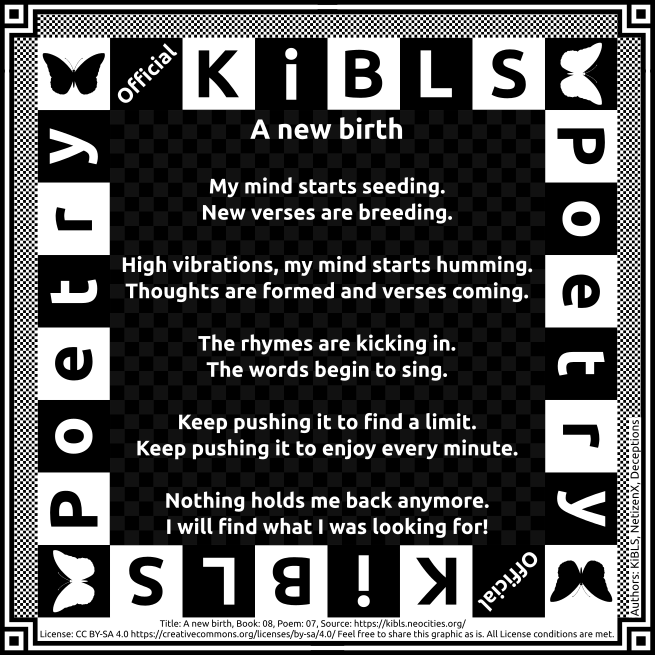 Official KiBLS
Poetry
Poetry
A new birth
My mind starts seeding.
New verses are breeding.
High vibrations, my mind starts humming.
Thoughts are formed and verses coming.
The rhymes are kicking in.
The words begin to sing.
Keep pushing it to find a limit.
Keep pushing it to enjoy every minute.
Nothing holds me back anymore.
I will find what I was looking for!
Official KiBLS
Authors: KiBLS, NetizenX, Deceptions
Title: A new birth, Book: 08, Poem: 07, Source: https://kibls.neocities.org/
License: CC BY-SA 4.0 https://creativecommons.org/licenses/by-sa/4.0/ Feel free to share this graphic as is. All License conditions are met.